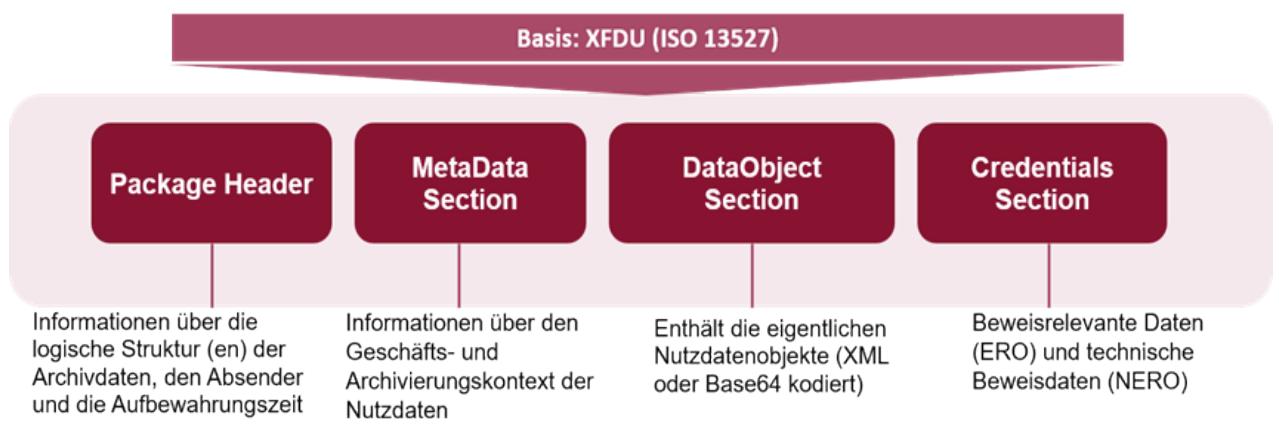 Basis: XFDU (ISO 13527)
Package Header
MetaData
Section
DataObject
Section
Credentials
Section
Informationen über die
logische Struktur (en) der
Archivdaten, den Absender
und die Aufbewahrungszeit
Informationen über den
Geschäfts- und
Archivierungskontext der
Nutzdaten
Enthält die eigentlichen
Nutzdatenobjekte (XML
oder Base64 kodiert)
Beweisrelevante Daten
(ERO) und technische
Beweisdaten (NERO)